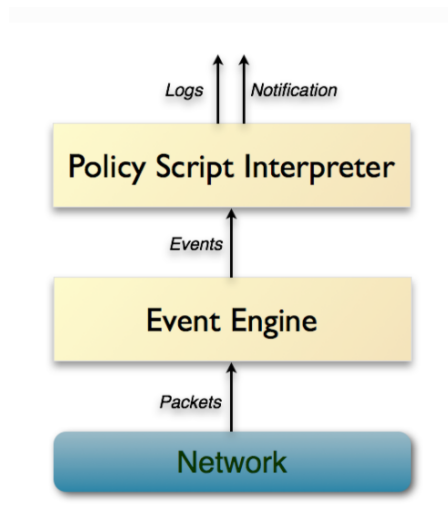 Logs Notification
Policy Script Interpreter
Events
Event Engine
Packets
Network